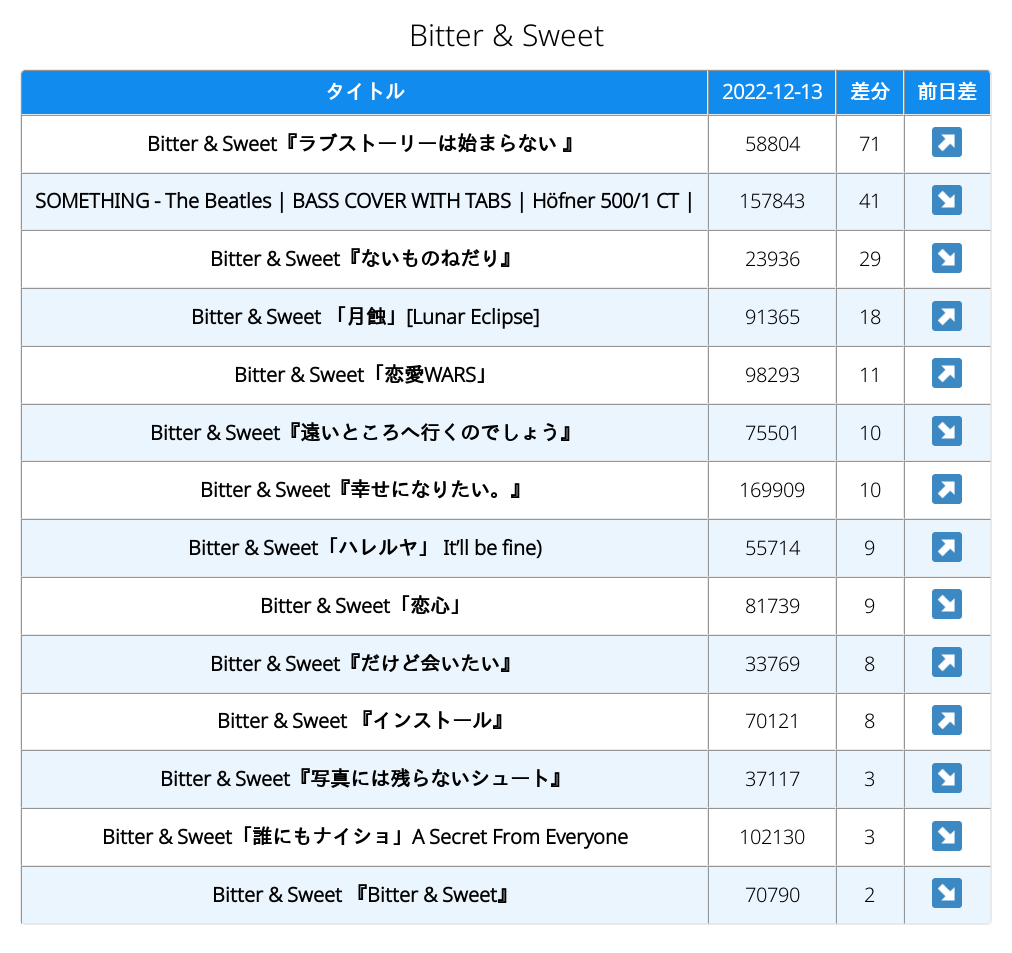 Bitter & Sweet
タイトル 2022-12-13 差分 前日差
Bitter & Sweet『ラブストーリーは始まらない 』 58804 71
SOMETHING - The Beatles | BASS COVER WITH TABS | Höfner 500/1 CT | 157843 41
Bitter & Sweet『ないものねだり』 23936 29
Bitter & Sweet 「月蝕」[Lunar Eclipse] 91365 18
Bitter & Sweet「恋愛WARS」 98293 11
Bitter & Sweet『遠いところへ行くのでしょう』 75501 10
Bitter & Sweet『幸せになりたい。』 169909 10
Bitter & Sweet「ハレルヤ」 It’ll be fine) 55714 9
Bitter & Sweet「恋心」 81739 9
Bitter & Sweet『だけど会いたい』 33769 8
Bitter & Sweet 『インストール』 70121 8
Bitter & Sweet『写真には残らないシュート』 37117 3
Bitter & Sweet「誰にもナイショ」A Secret From Everyone 102130 3
Bitter & Sweet 『Bitter & Sweet』 70790 2